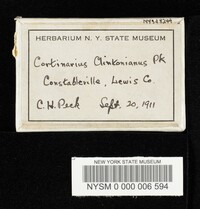 HERBARIUM N. Y. STATE MUSEUM
Cortinarius Clintonianus Pk
Constableville, Lewis Co.
C. H. Peck Sept. 20, 1911
NEW YORK STATE MUSEUM
NYSM 0 000 006 594